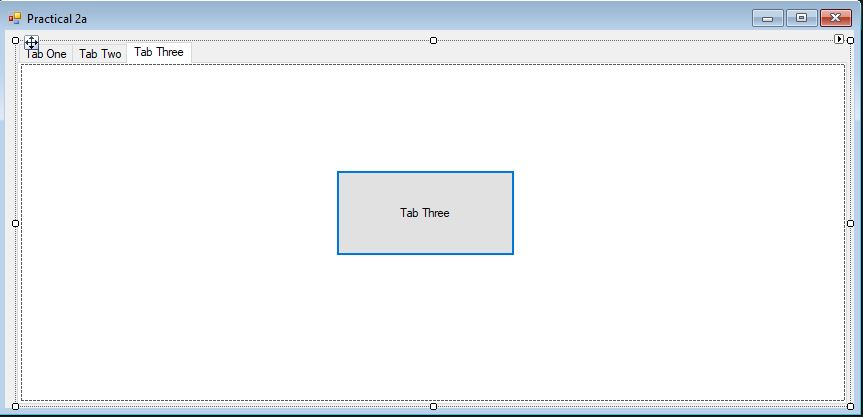 Practical 2a
Tab One Tab Two Tab Three
Tab Three